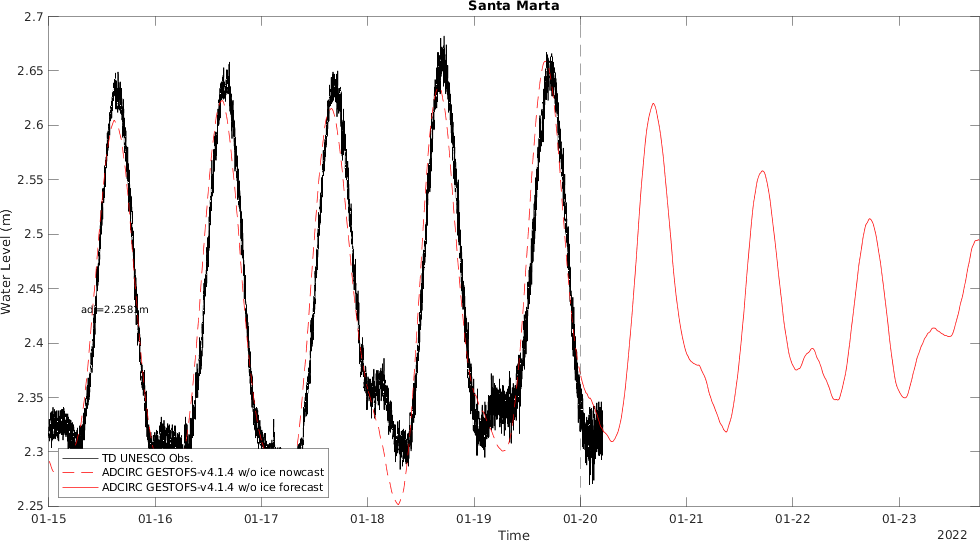 Santa Marta
2.7
2.65
2.6
2.55
2.5
2.45
2.4
2.35
2.3
2.25
Water Level (m)
adj=2.2581m
TD UNESCO Obs.
ADCIRC GESTOFS-v4.1.4 w/o ice nowcast
ADCIRC GESTOFS-v4.1.4 w/o ice forecast
01-15 01-16 01-17 01-18 01-19 01-20 01-21 01-22 01-23
Time
2022